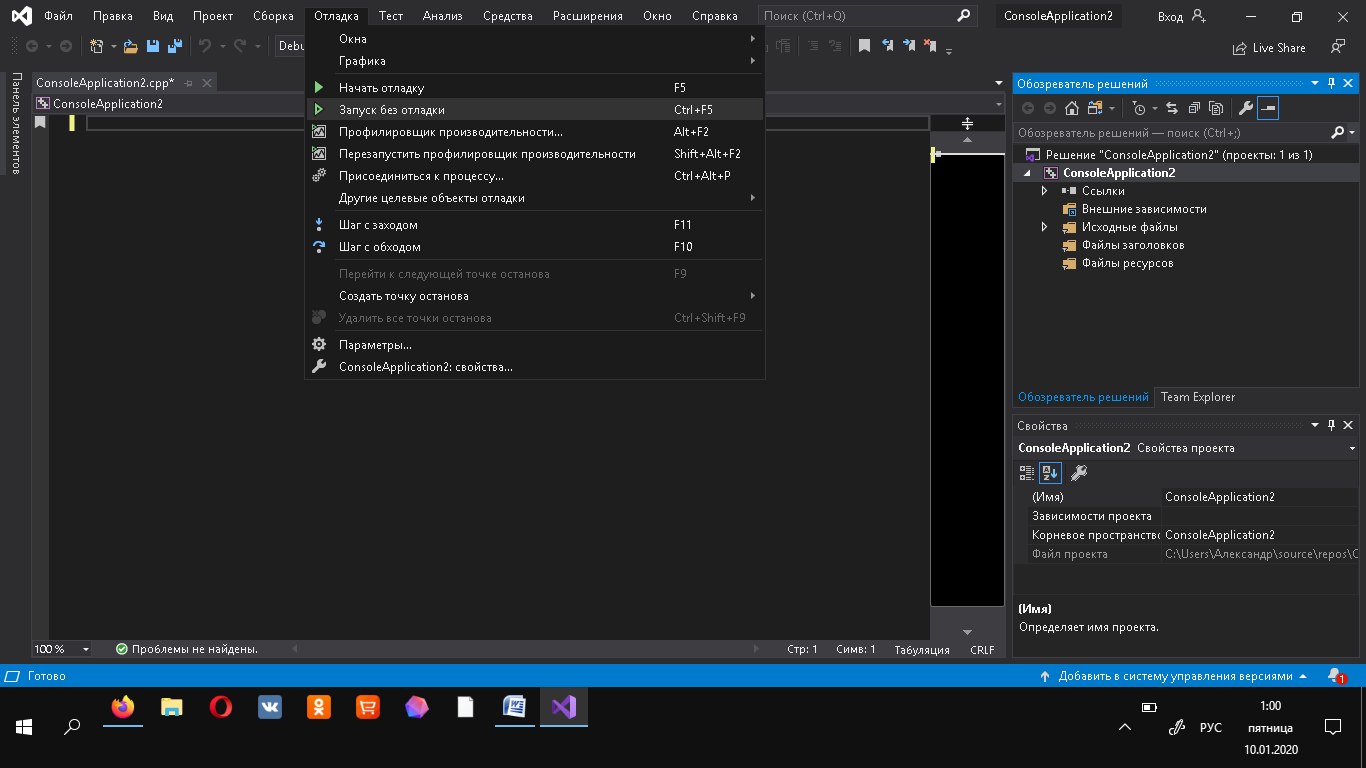 Файл Правка Вид Проект Сборка Отладка Тест Анализ Средства Расширения Окно Справка Поиск (Ctrl+Q) ConsoleApplication2 Вход
Live Share
Окна
Графика
Начать отладку F5
Запуск без отладки Ctrl+F5
Профилировщик производительности... Alt+F2
Перезапустить профилировщик производительности Shift+Alt+F2
Присоединиться к процессу... Ctrl+Alt+P
Другие целевые объекты отладки
Шаг с заходом F11
Шаг с обходом F10
Перейти к следующей точке останова F9
Создать точку останова
Удалить все точки останова Ctrl+Shift+F9
Параметры...
ConsoleApplication2: свойства...
Панель элементов
ConsoleApplication2.cpp*
ConsoleApplication2
100 % Проблемы не найдены. Стр: 1 Симв: 1 Табуляция CRLF
Обозреватель решений
Обозреватель решений — поиск (Ctrl+;)
Решение "ConsoleApplication2" (проекты: 1 из 1)
ConsoleApplication2
Ссылки
Внешние зависимости
Исходные файлы
Файлы заголовков
Файлы ресурсов
Обозреватель решений Team Explorer
Свойства
ConsoleApplication2 Свойства проекта
(Имя) ConsoleApplication2
Зависимости проекта
Корневое пространство ConsoleApplication2
Файл проекта C:\Users\Александр\source\repos\C
(Имя)
Определяет имя проекта.
Готово Добавить в систему управления версиями 1
РУС
1:00
пятница
10.01.2020